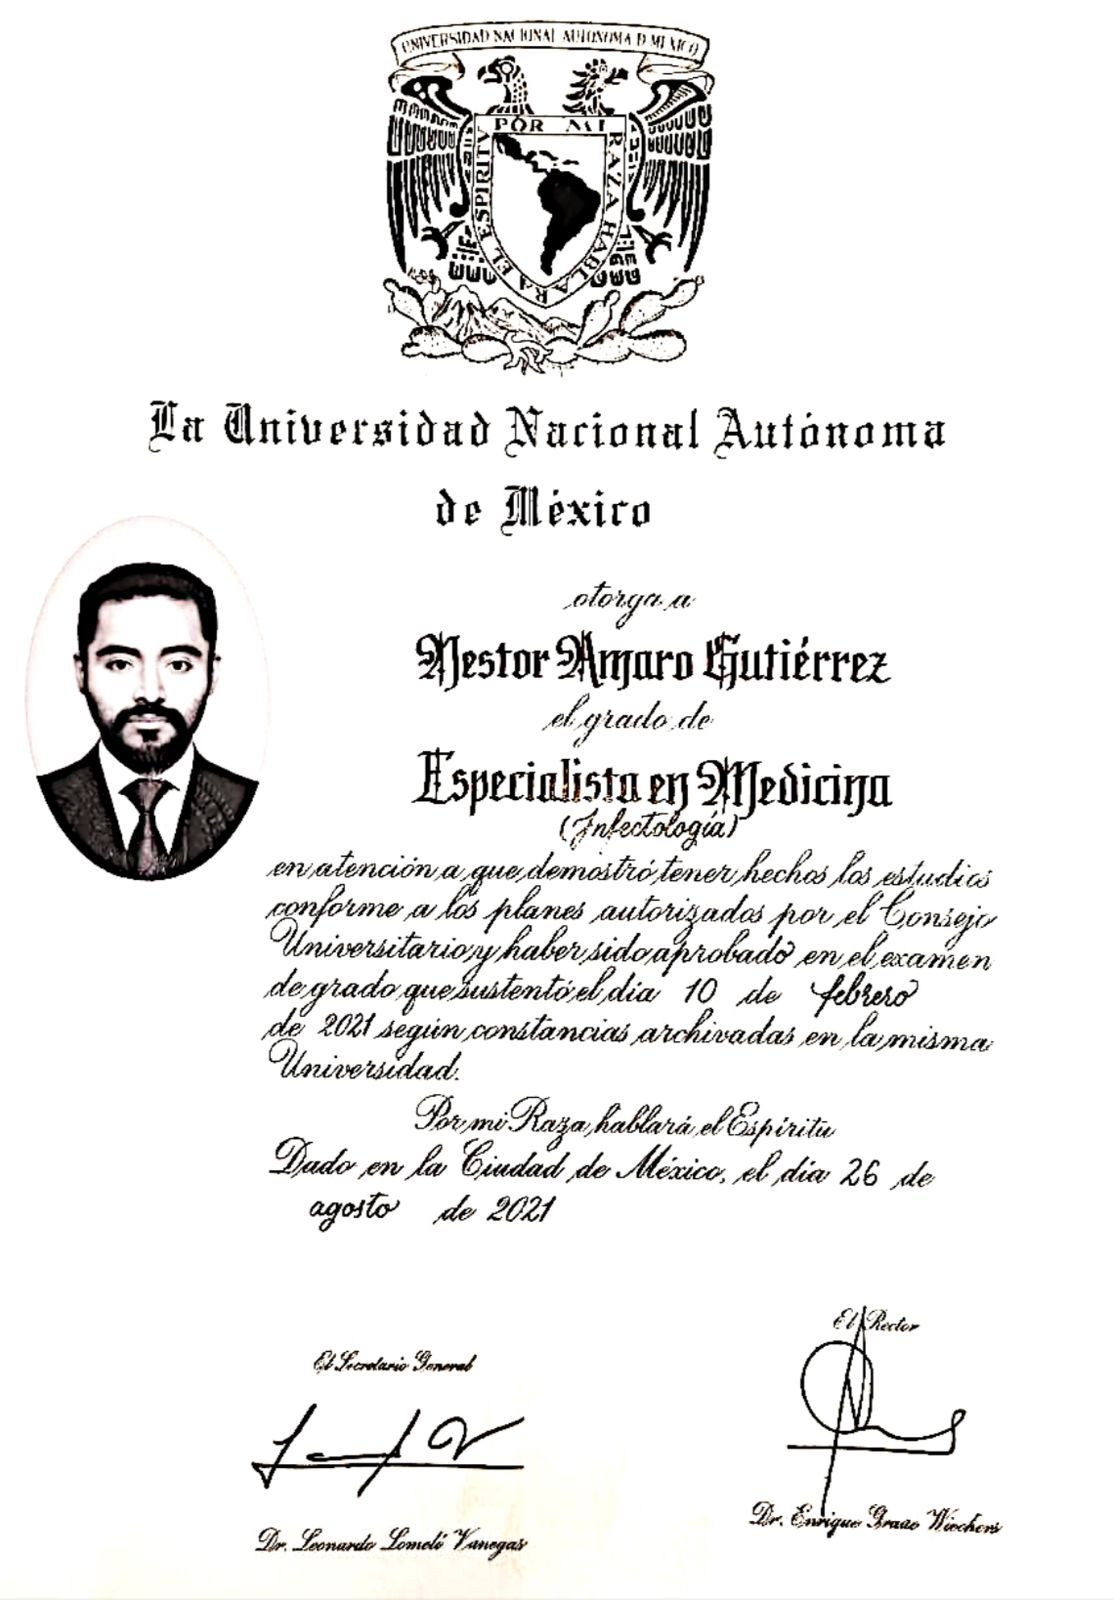 UNIVERSIDAD NACIONAL AUTONOMA D MEXICO
POR MI RAZA HABLARA EL ESPIRITV
La Universidad Nacional Autónoma
de México
otorga a
Nestor Amaro Gutiérrez
el grado de
Especialista en Medicina
(Infectología)
en atención a que demostró tener hechos los estudios
conforme a los planes autorizados por el Consejo
Universitario y haber sido aprobado en el examen
de grado que sustentó el día 10 de febrero
de 2021 según constancias archivadas en la misma
Universidad.
Por mi Raza hablará el Espíritu
Dado en la Ciudad de México, el día 26 de
agosto de 2021
El Rector
El Secretario General
Dr. Enrique Graue Wiechers
Dr. Leonardo Lomelí Vanegas